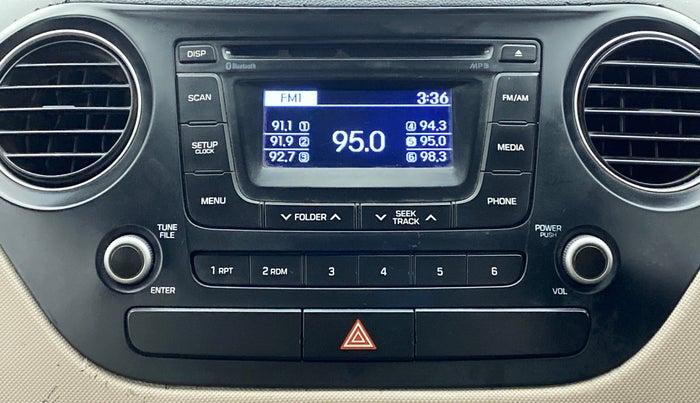 DISP
Bluetooth
MP3
SCAN
FM1
3:36
FM/AM
91.1 1
4 94.3
SETUP
CLOCK
91.9 2
95.0
5 95.0
MEDIA
92.7 3
6 98.3
MENU
FOLDER
SEEK
TRACK
PHONE
TUNE
FILE
POWER
PUSH
1 RPT
2 RDM
3
4
5
6
ENTER
VOL